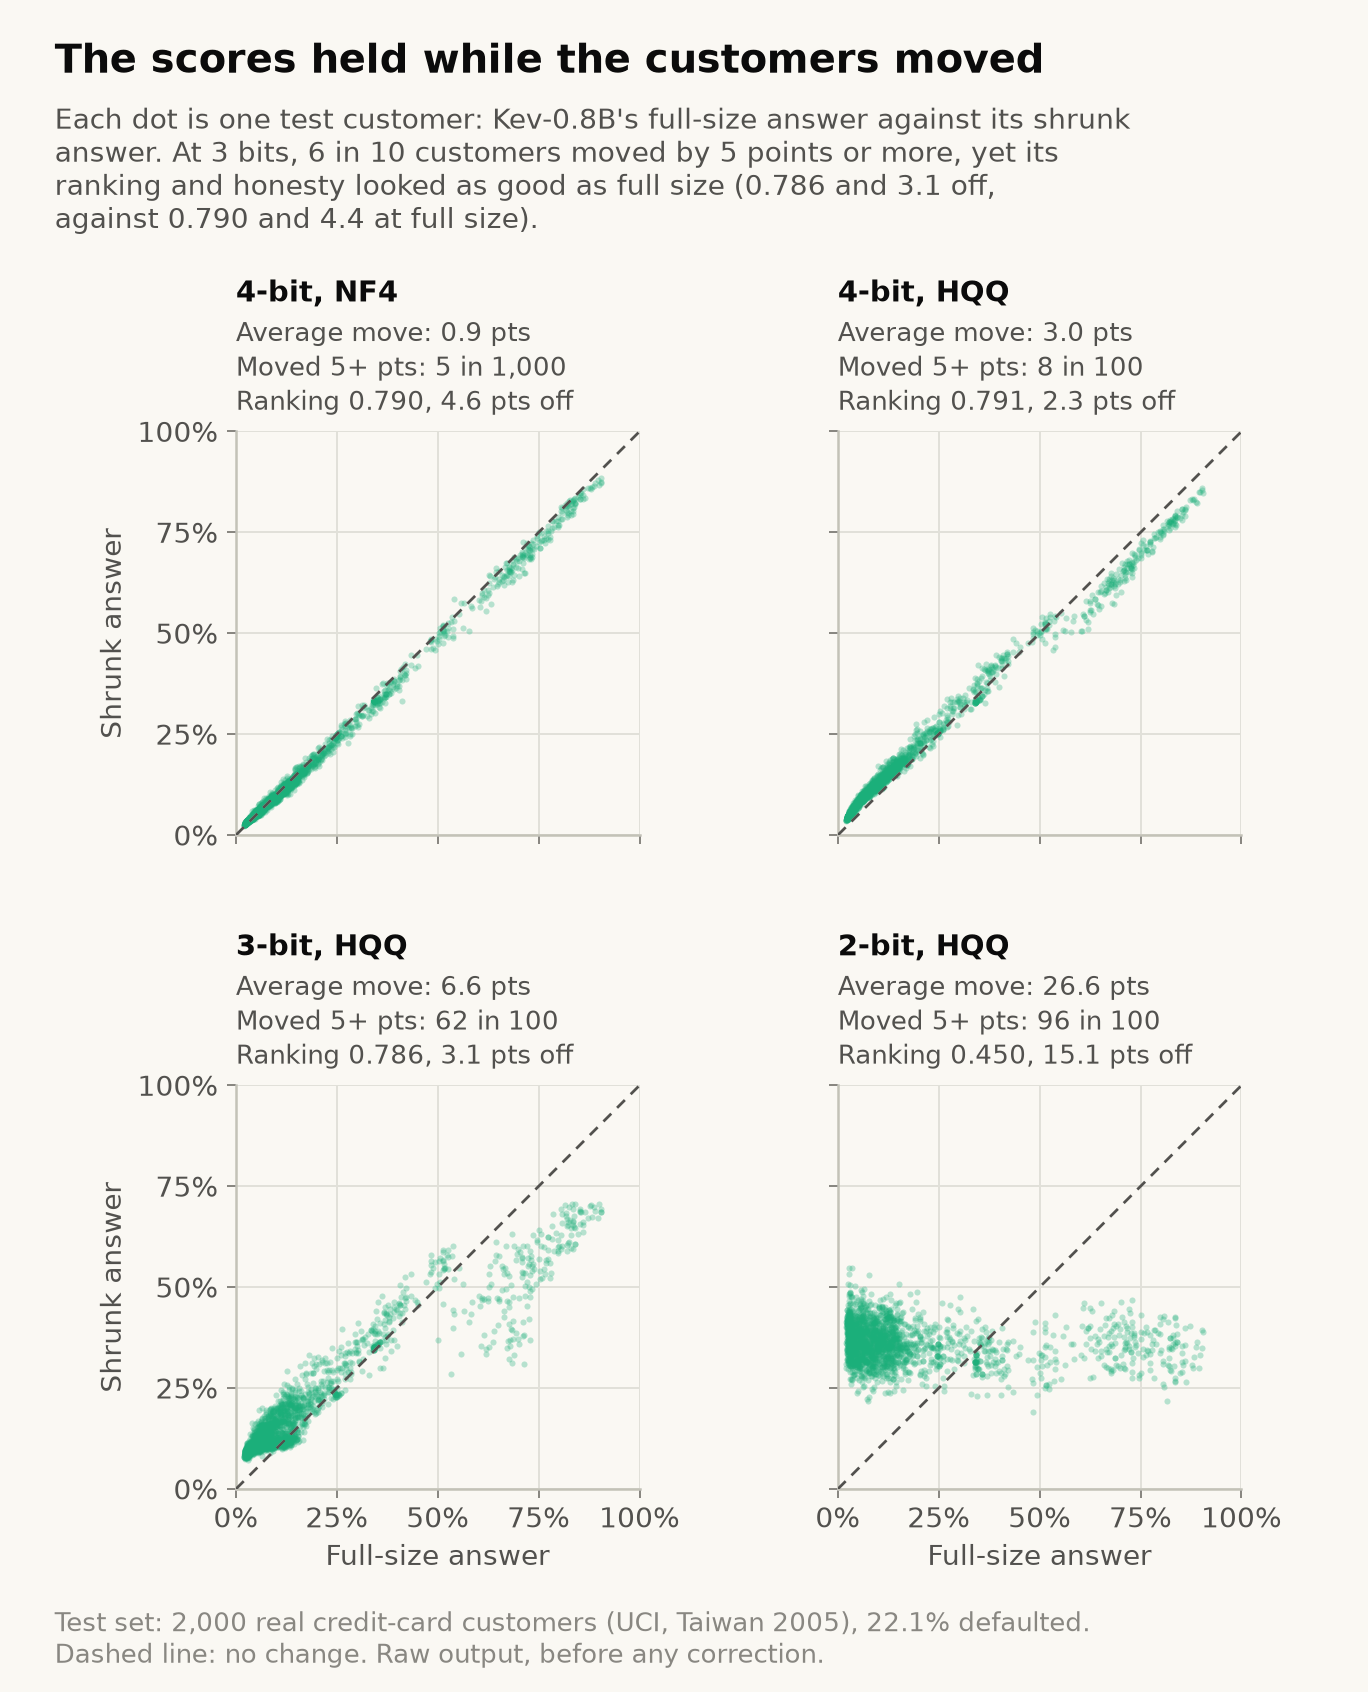 The scores held while the customers moved
Each dot is one test customer: Kev-0.8B's full-size answer against its shrunk
answer. At 3 bits, 6 in 10 customers moved by 5 points or more, yet its
ranking and honesty looked as good as full size (0.786 and 3.1 off,
against 0.790 and 4.4 at full size).
4-bit, NF4
Average move: 0.9 pts
Moved 5+ pts: 5 in 1,000
Ranking 0.790, 4.6 pts off
100%
75%
50%
25%
0%
Shrunk answer
4-bit, HQQ
Average move: 3.0 pts
Moved 5+ pts: 8 in 100
Ranking 0.791, 2.3 pts off
3-bit, HQQ
Average move: 6.6 pts
Moved 5+ pts: 62 in 100
Ranking 0.786, 3.1 pts off
100%
75%
50%
25%
0%
Shrunk answer
0% 25% 50% 75% 100%
Full-size answer
2-bit, HQQ
Average move: 26.6 pts
Moved 5+ pts: 96 in 100
Ranking 0.450, 15.1 pts off
0% 25% 50% 75% 100%
Full-size answer
Test set: 2,000 real credit-card customers (UCI, Taiwan 2005), 22.1% defaulted.
Dashed line: no change. Raw output, before any correction.